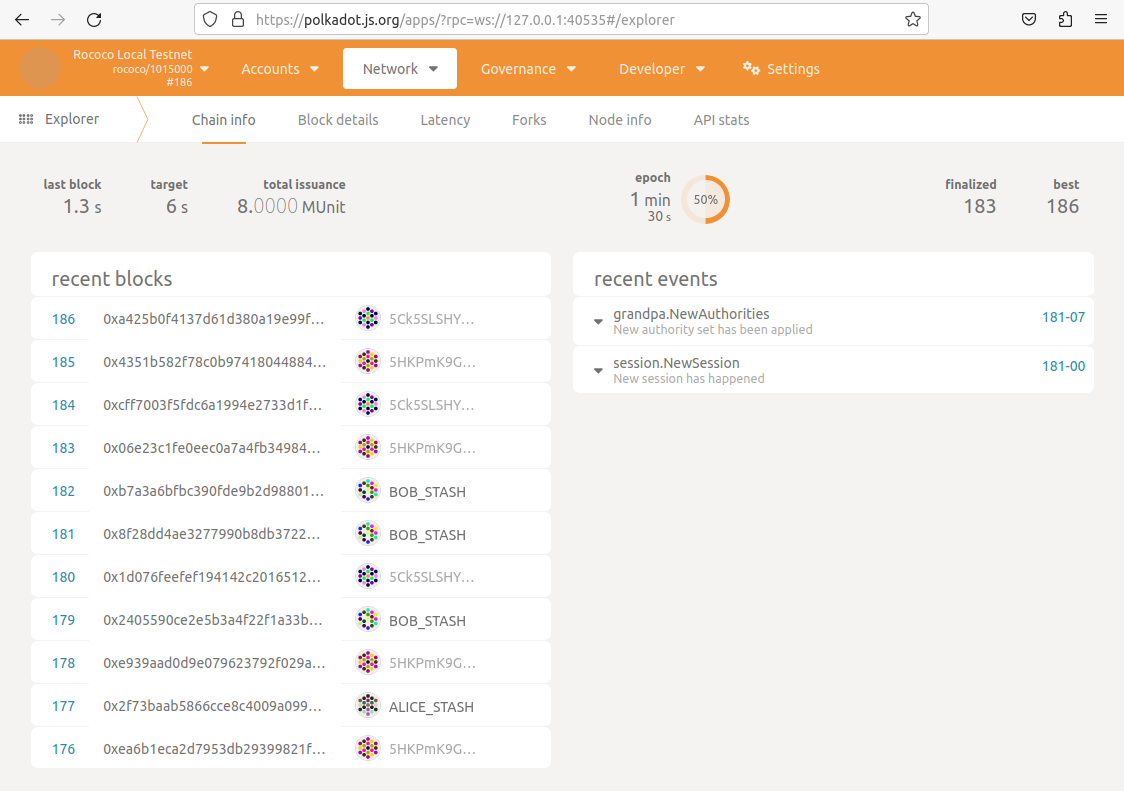 https://polkadot.js.org/apps/?rpc=ws://127.0.0.1:40535#/explorer
Rococo Local Testnet
rococo/1015000
#186
Accounts
Network
Governance
Developer
Settings
Explorer
Chain info
Block details
Latency
Forks
Node info
API stats
last block
1.3 s
target
6 s
total issuance
8.0000 MUnit
epoch
1 min
30 s
50%
finalized
183
best
186
recent blocks
186 0xa425b0f4137d61d380a19e99f… 5Ck5SLSHY…
185 0x4351b582f78c0b97418044884… 5HKPmK9G…
184 0xcff7003f5fdc6a1994e2733d1f… 5Ck5SLSHY…
183 0x06e23c1fe0eec0a7a4fb34984… 5HKPmK9G…
182 0xb7a3a6bfbc390fde9b2d98801… BOB_STASH
181 0x8f28dd4ae3277990b8db3722… BOB_STASH
180 0x1d076feefef194142c2016512… 5Ck5SLSHY…
179 0x2405590ce2e5b3a4f22f1a33b… BOB_STASH
178 0xe939aad0d9e079623792f029a… 5HKPmK9G…
177 0x2f73baab5866cce8c4009a099… ALICE_STASH
176 0xea6b1eca2d7953db29399821f… 5HKPmK9G…
recent events
grandpa.NewAuthorities 181-07
New authority set has been applied
session.NewSession 181-00
New session has happened